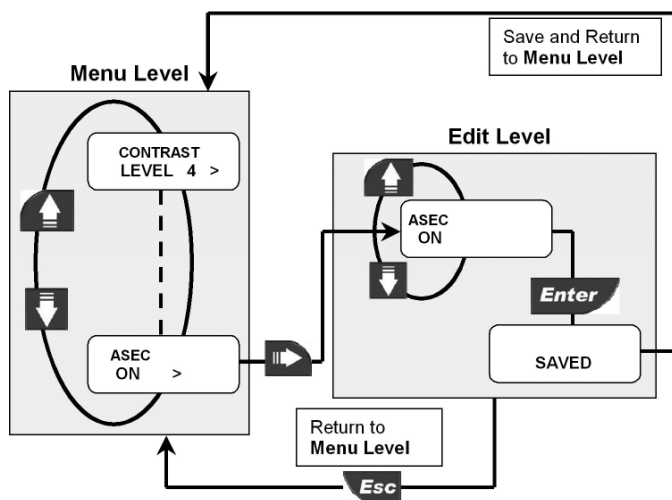 Save and Return
to Menu Level
Menu Level
CONTRAST
LEVEL 4 >
Edit Level
ASEC
ON
Enter
ASEC
ON >
SAVED
Return to
Menu Level
Esc